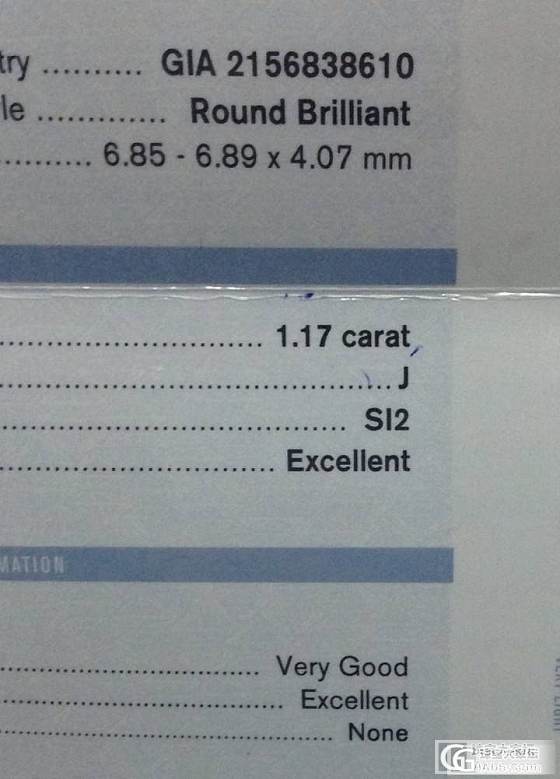 try .......... GIA 2156838610
le ............. Round Brilliant
.......... 6.85 - 6.89 x 4.07 mm
............................. 1.17 carat
........................................... J
...................................... SI2
.............................. Excellent
MATION
............................. Very Good
................................ Excellent
..................................... None
CG